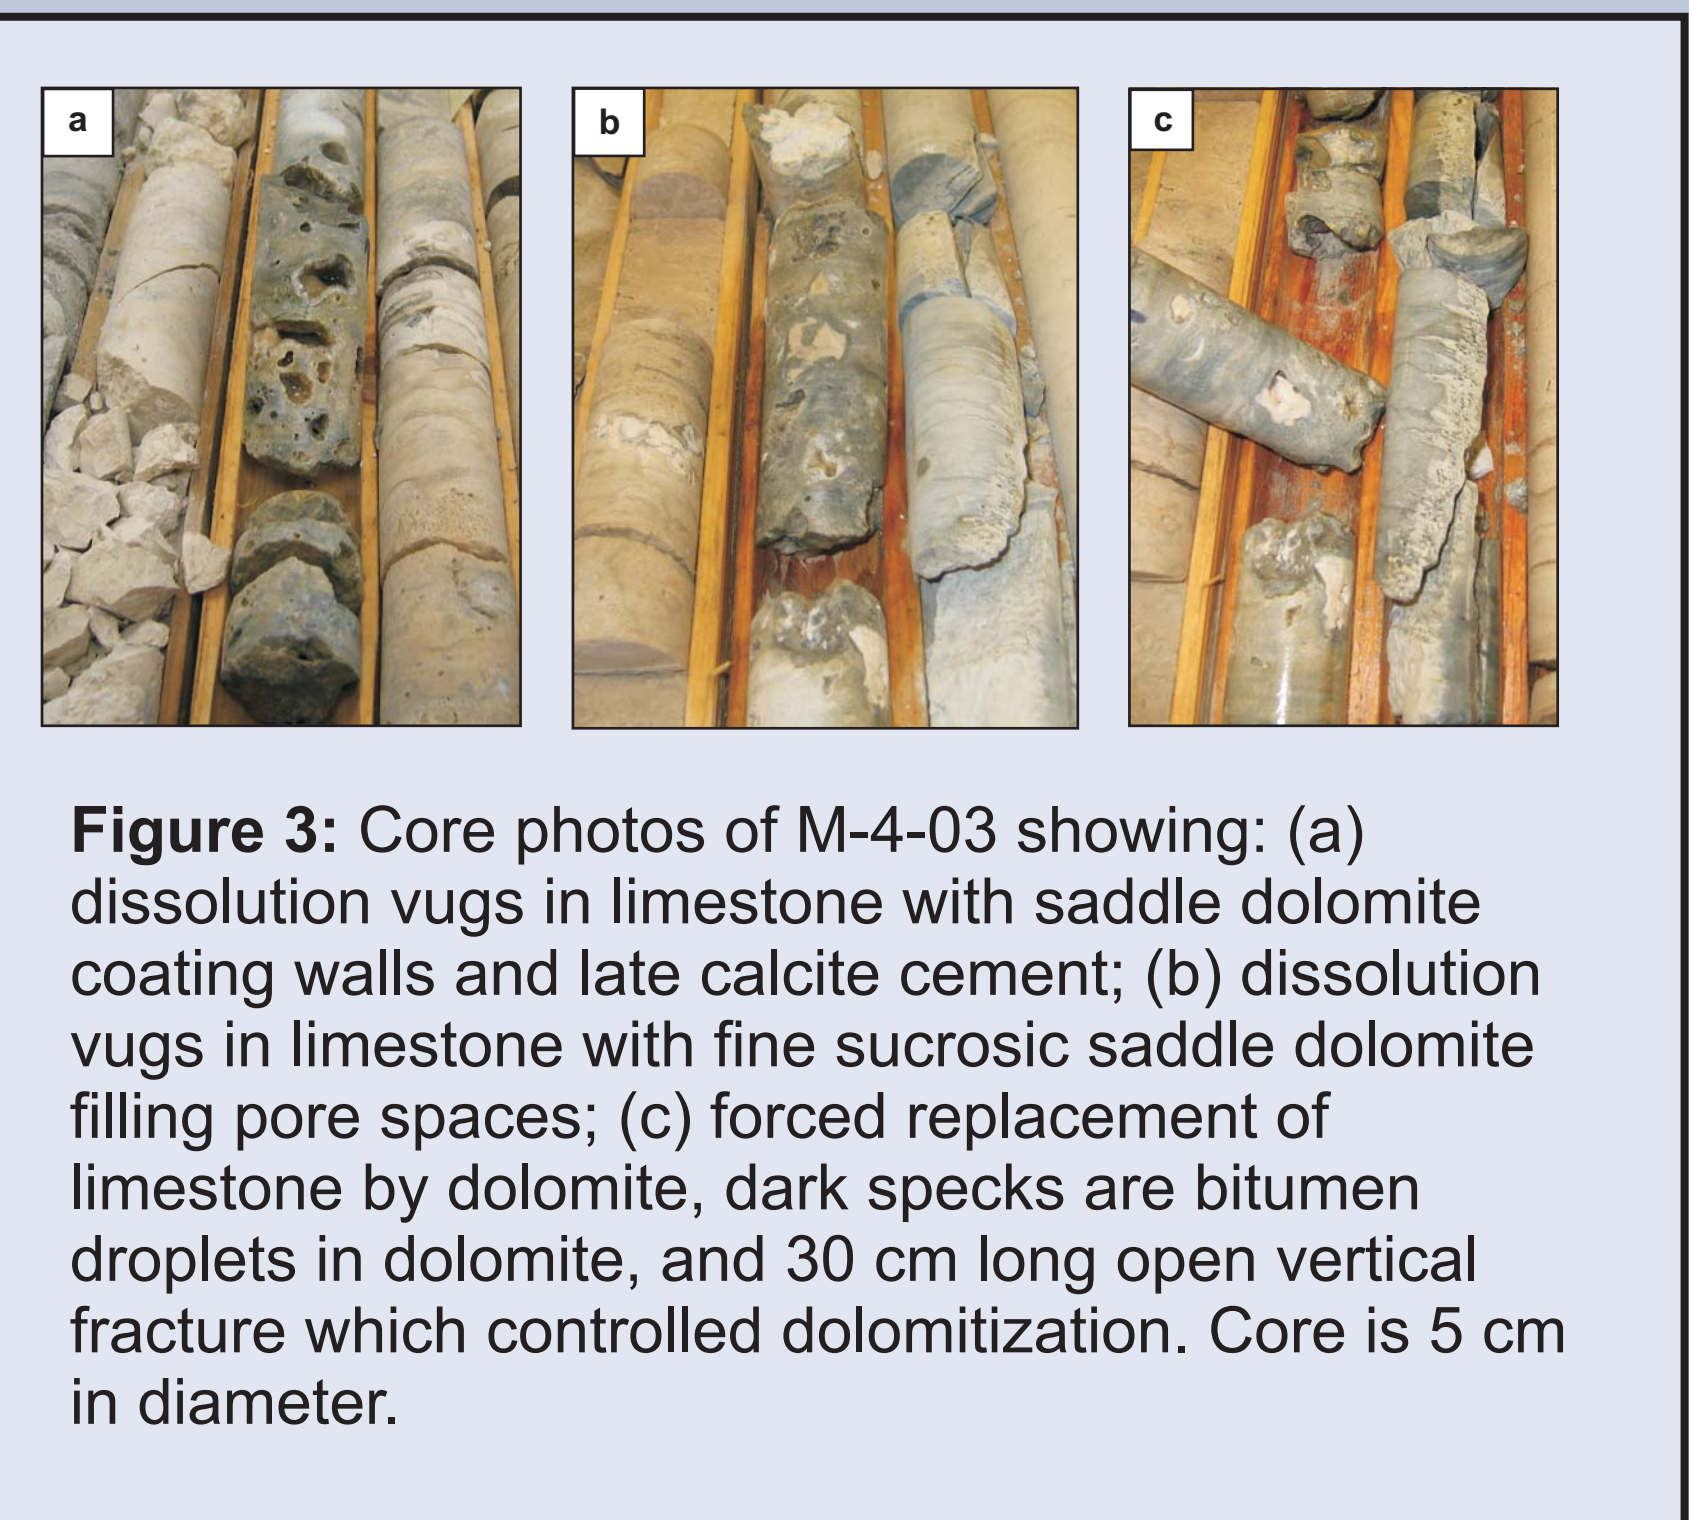 a
b
c
Figure 3: Core photos of M-4-03 showing: (a)
dissolution vugs in limestone with saddle dolomite
coating walls and late calcite cement; (b) dissolution
vugs in limestone with fine sucrosic saddle dolomite
filling pore spaces; (c) forced replacement of
limestone by dolomite, dark specks are bitumen
droplets in dolomite, and 30 cm long open vertical
fracture which controlled dolomitization. Core is 5 cm
in diameter.